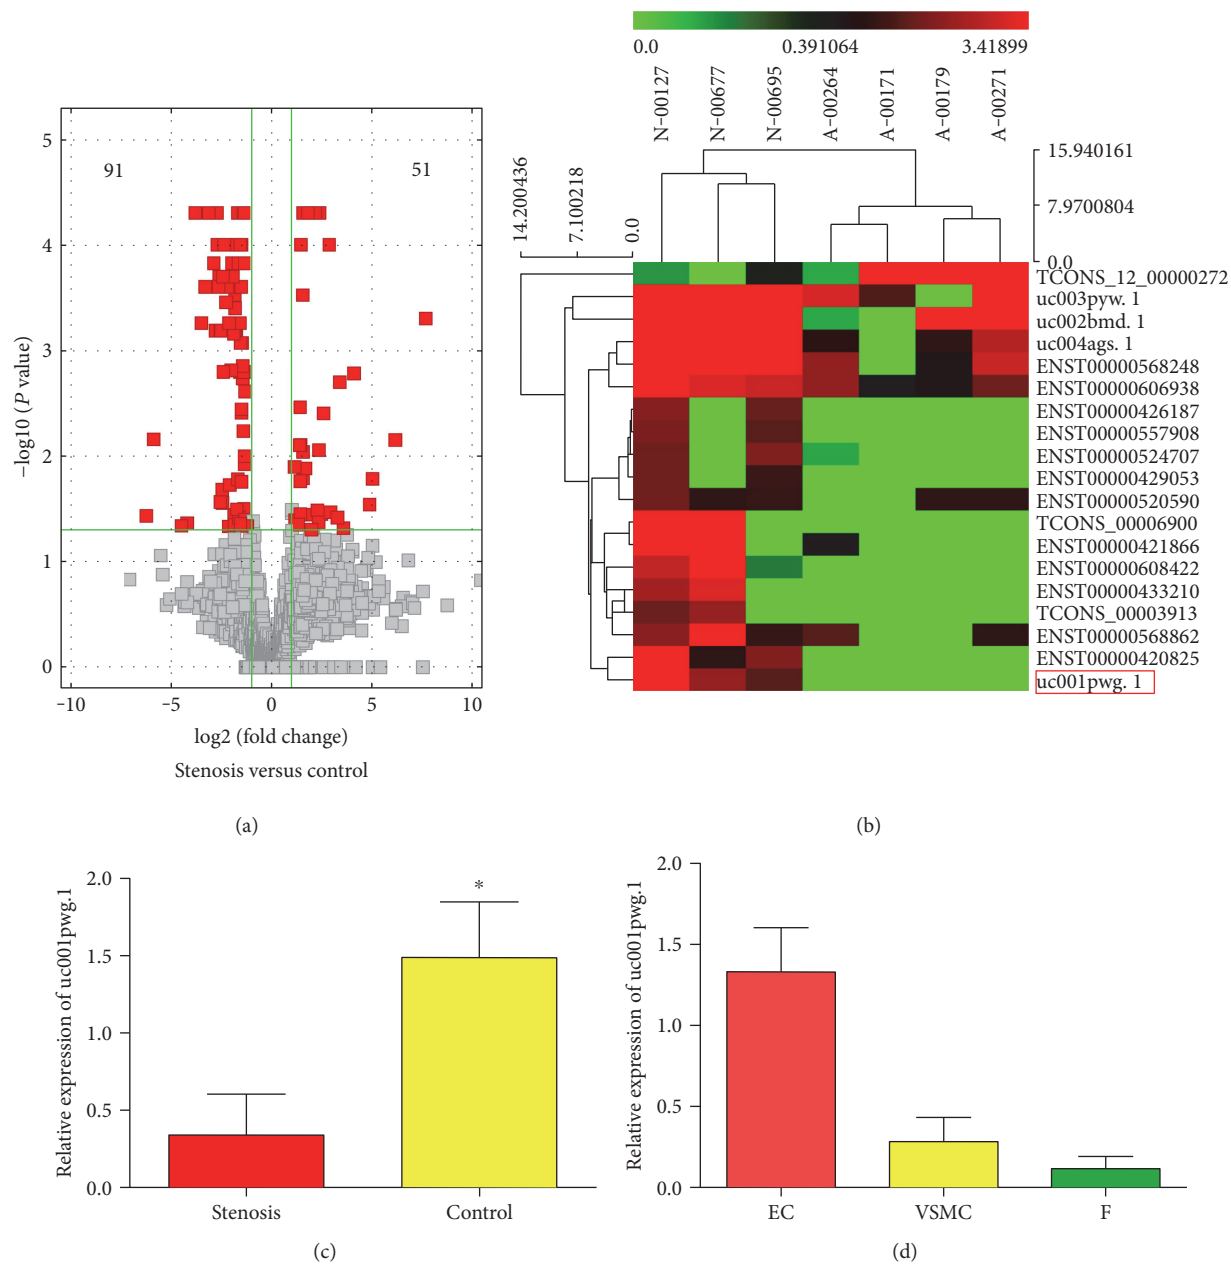 0.0 0.391064 3.41899
N-00127 N-00677 N-00695 A-00264 A-00171 A-00179 A-00271
15.940161
7.9700804
0.0
14.200436 7.100218 0.0
TCONS_12_00000272
uc003pyw. 1
uc002bmd. 1
uc004ags. 1
ENST00000568248
ENST00000606938
ENST00000426187
ENST00000557908
ENST00000524707
ENST00000429053
ENST00000520590
TCONS_00006900
ENST00000421866
ENST00000608422
ENST00000433210
TCONS_00003913
ENST00000568862
ENST00000420825
uc001pwg. 1
91 51
5
4
3
2
1
0
−log10 (P value)
-10 -5 0 5 10
log2 (fold change)
Stenosis versus control
(a)
(b)
Relative expression of uc001pwg.1
2.0
1.5
1.0
0.5
0.0
*
Stenosis Control
(c)
Relative expression of uc001pwg.1
2.0
1.5
1.0
0.5
0.0
EC VSMC F
(d)